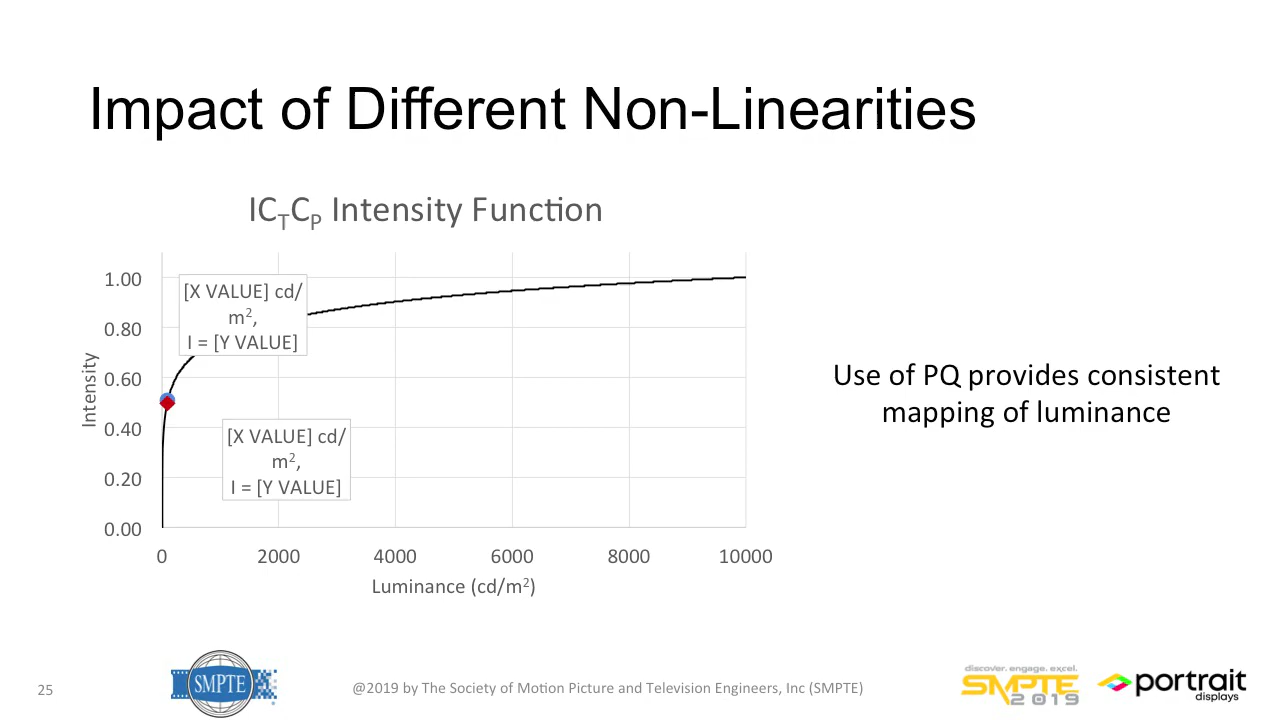 Impact of Different Non-Linearities
IC_TC_P Intensity Function
1.00
0.80
0.60
0.40
0.20
0.00
Intensity
[X VALUE] cd/
m²,
I = [Y VALUE]
[X VALUE] cd/
m²,
I = [Y VALUE]
0 2000 4000 6000 8000 10000
Luminance (cd/m²)
Use of PQ provides consistent
mapping of luminance
25
SMPTE
@2019 by The Society of Motion Picture and Television Engineers, Inc (SMPTE)
discover. engage. excel.
SMPTE
2019
portrait
displays